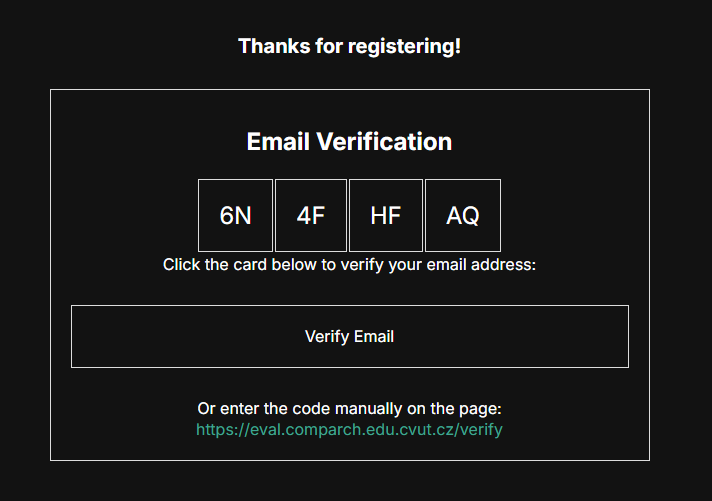 Thanks for registering!
Email Verification
6N 4F HF AQ
Click the card below to verify your email address:
Verify Email
Or enter the code manually on the page:
https://eval.comparch.edu.cvut.cz/verify